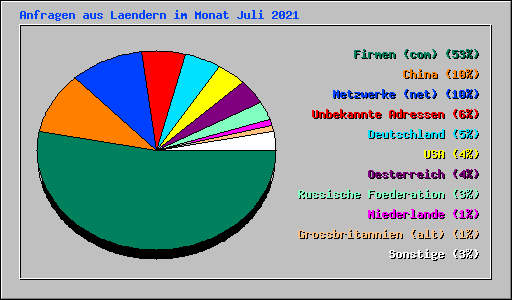 Anfragen aus Laendern im Monat Juli 2021
Firmen (com) (53%)
China (10%)
Netzwerke (net) (10%)
Unbekannte Adressen (6%)
Deutschland (5%)
USA (4%)
Oesterreich (4%)
Russische Foederation (3%)
Niederlande (1%)
Grossbritannien (alt) (1%)
Sonstige (3%)